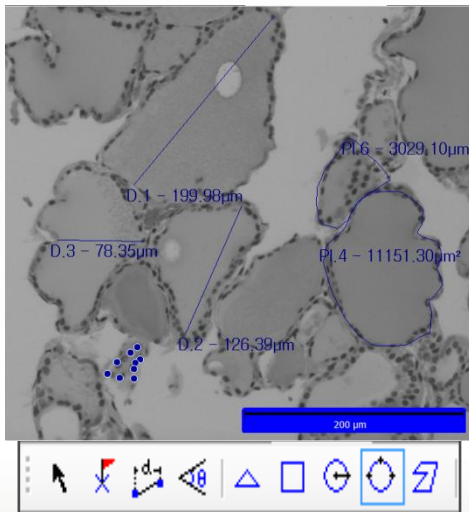 Pl.6 - 3029.10µm
D.1 - 199.98µm
D.3 - 78.35µm
Pl.4 - 11151.30µm²
D.2 - 126.39µm
200 µm
d
θ